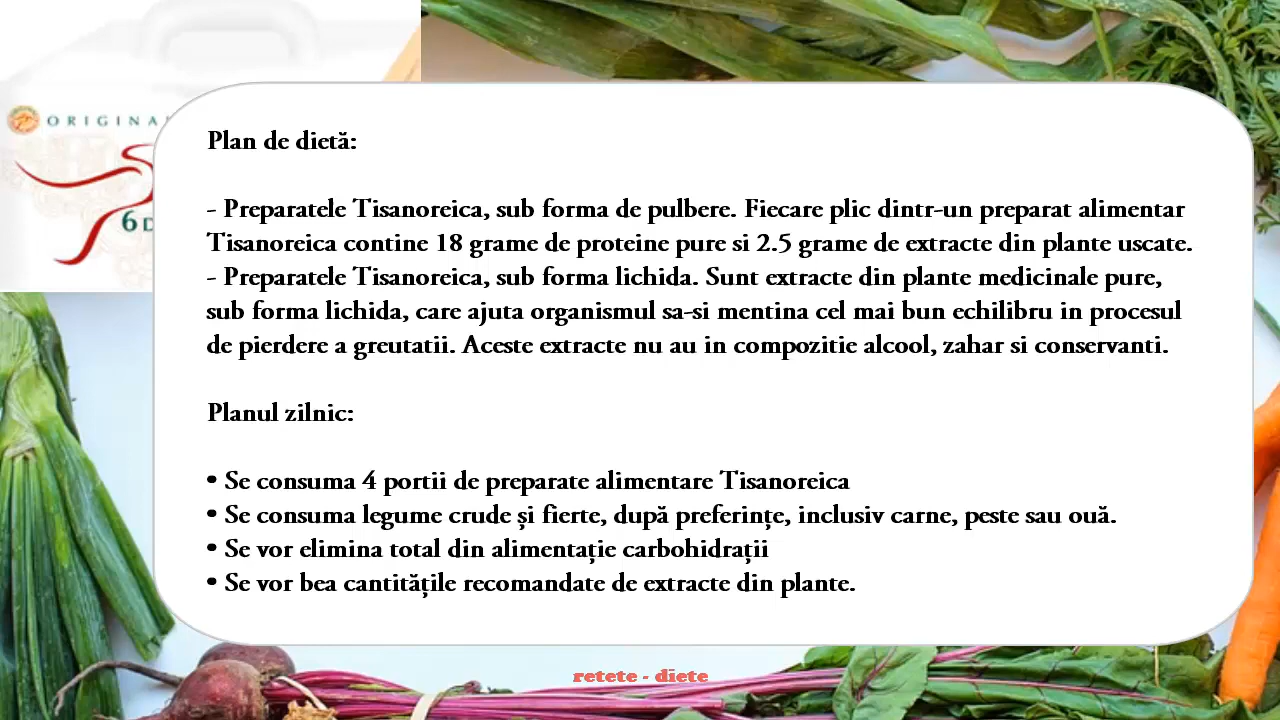 ORIGINA
6D
Plan de dietă:
- Preparatele Tisanoreica, sub forma de pulbere. Fiecare plic dintr-un preparat alimentar
Tisanoreica contine 18 grame de proteine pure si 2.5 grame de extracte din plante uscate.
- Preparatele Tisanoreica, sub forma lichida. Sunt extracte din plante medicinale pure,
sub forma lichida, care ajuta organismul sa-si mentina cel mai bun echilibru in procesul
de pierdere a greutatii. Aceste extracte nu au in compozitie alcool, zahar si conservanti.
Planul zilnic:
• Se consuma 4 portii de preparate alimentare Tisanoreica
• Se consuma legume crude și fierte, după preferințe, inclusiv carne, peste sau ouă.
• Se vor elimina total din alimentație carbohidrații
• Se vor bea cantitățile recomandate de extracte din plante.
retete - diete